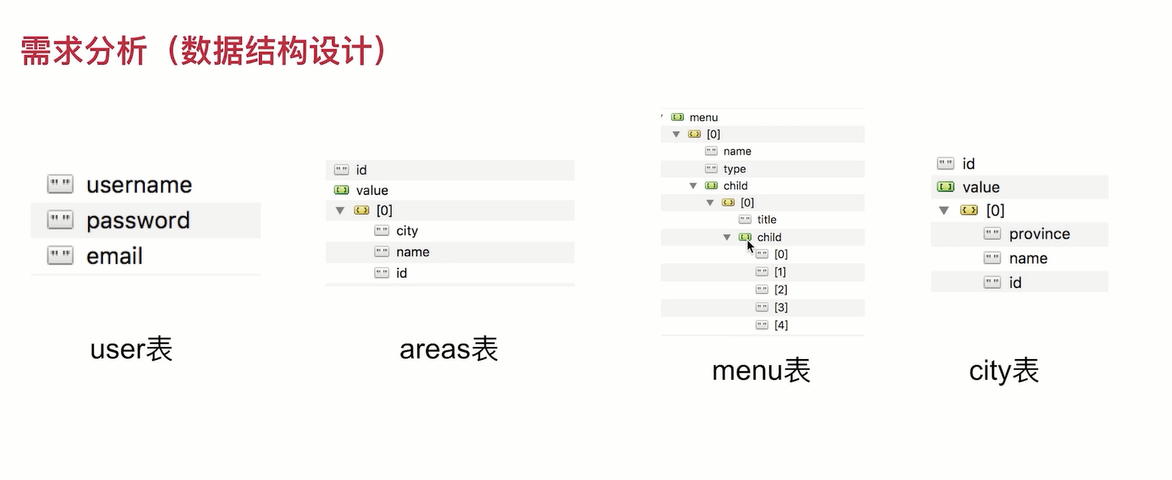 需求分析（数据结构设计）
username
password
email
user表
id
value
[0]
city
name
id
areas表
menu
[0]
name
type
child
[0]
title
child
[0]
[1]
[2]
[3]
[4]
menu表
id
value
[0]
province
name
id
city表